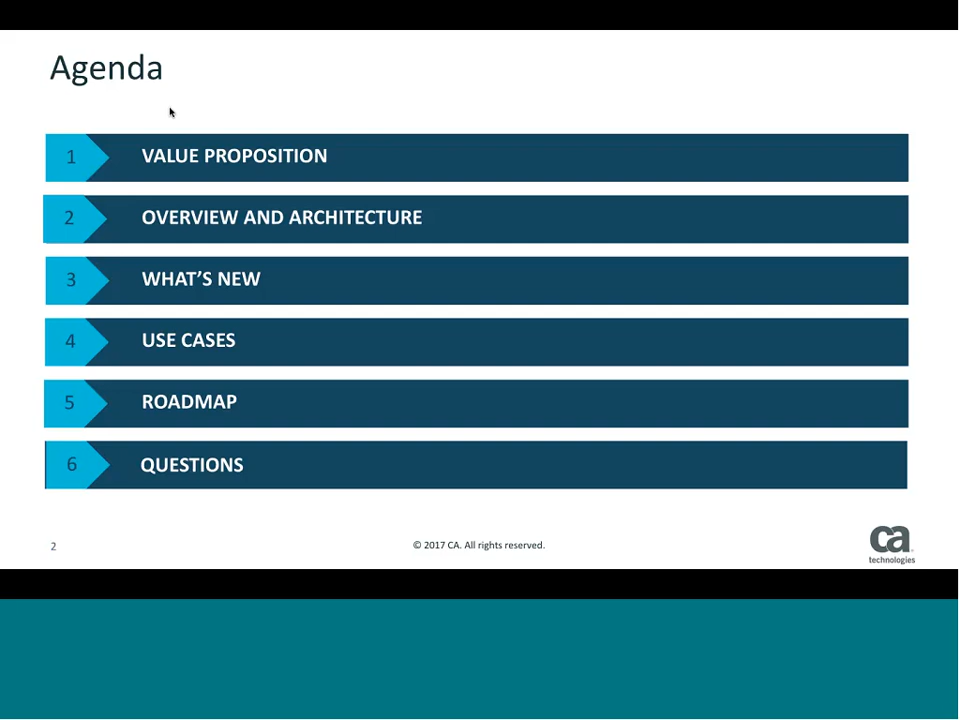 Agenda
1 VALUE PROPOSITION
2 OVERVIEW AND ARCHITECTURE
3 WHAT’S NEW
4 USE CASES
5 ROADMAP
6 QUESTIONS
2 © 2017 CA. All rights reserved.
ca
technologies